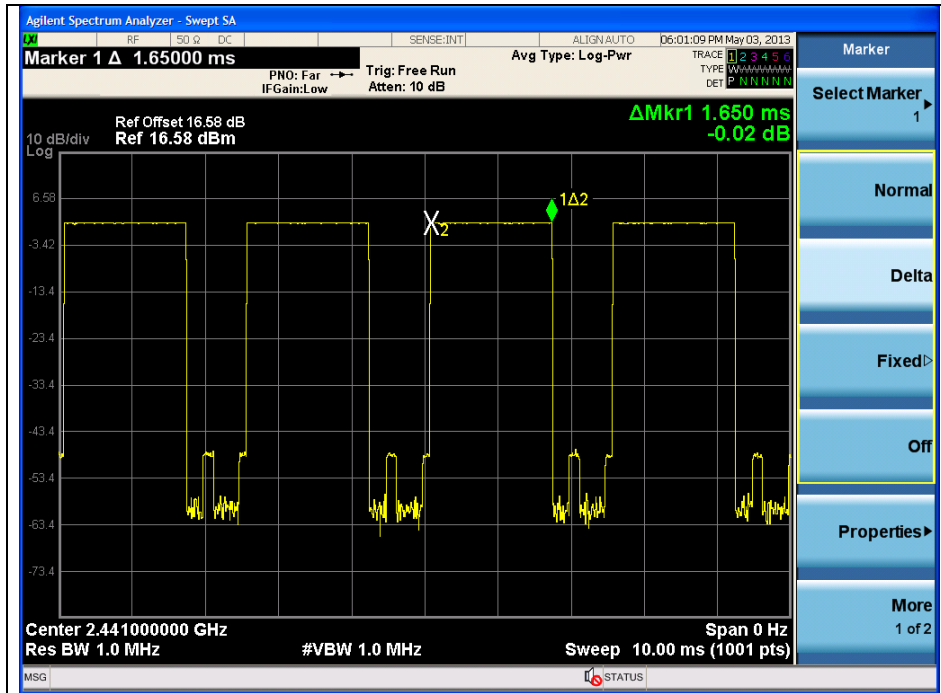 Agilent Spectrum Analyzer - Swept SA
LXI RF 50 Ω DC SENSE:INT ALIGN AUTO 06:01:09 PM May 03, 2013
Marker 1 Δ 1.65000 ms
PNO: Far
IFGain:Low
Trig: Free Run
Atten: 10 dB
Avg Type: Log-Pwr
TRACE 1 2 3 4 5 6
TYPE WWWWWW
DET P N N N N N
ΔMkr1 1.650 ms
-0.02 dB
Ref Offset 16.58 dB
10 dB/div Ref 16.58 dBm
Log
6.58
-3.42
-13.4
-23.4
-33.4
-43.4
-53.4
-63.4
-73.4
X2
1Δ2
Center 2.441000000 GHz Span 0 Hz
Res BW 1.0 MHz #VBW 1.0 MHz Sweep 10.00 ms (1001 pts)
MSG STATUS
Marker
Select Marker
1
Normal
Delta
Fixed
Off
Properties
More
1 of 2